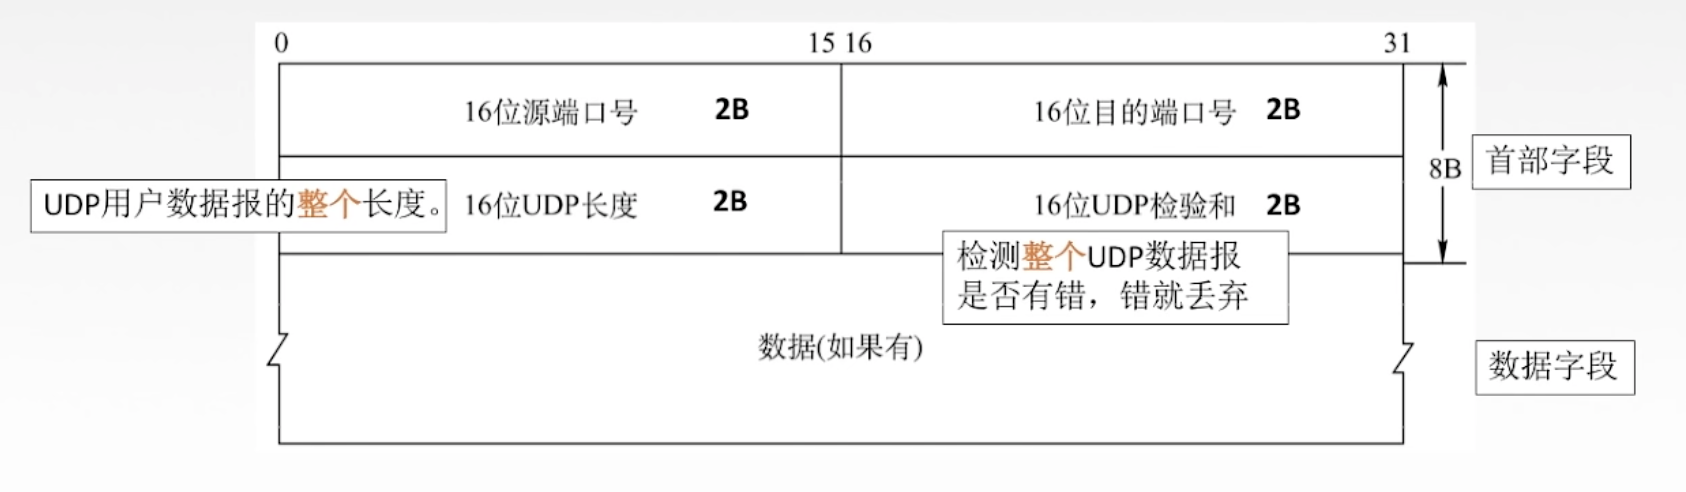 0 15 16 31
16位源端口号 2B 16位目的端口号 2B
8B 首部字段
UDP用户数据报的整个长度。 16位UDP长度 2B 16位UDP检验和 2B
检测整个UDP数据报
是否有错，错就丢弃
数据(如果有)
数据字段